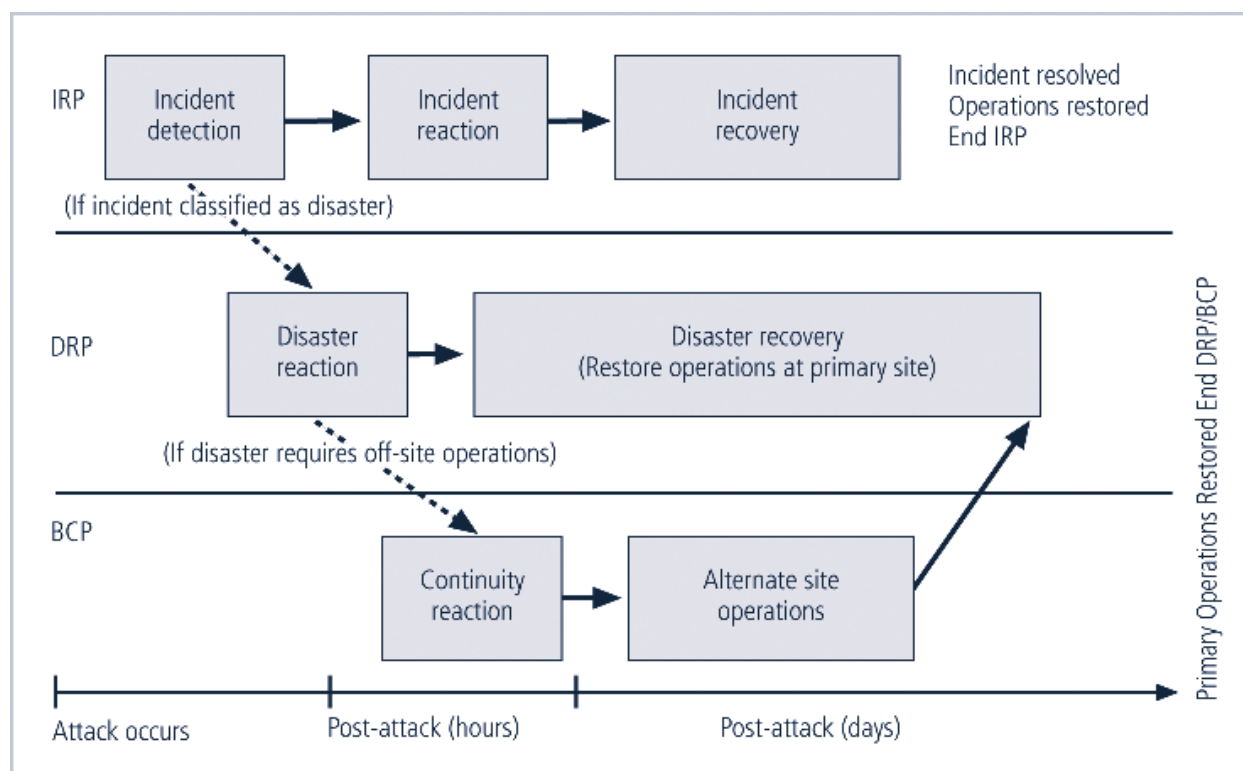 IRP
Incident
detection
Incident
reaction
Incident
recovery
Incident resolved
Operations restored
End IRP
(If incident classified as disaster)
DRP
Disaster
reaction
Disaster recovery
(Restore operations at primary site)
(If disaster requires off-site operations)
BCP
Continuity
reaction
Alternate site
operations
Primary Operations Restored End DRP/BCP
Attack occurs
Post-attack (hours)
Post-attack (days)